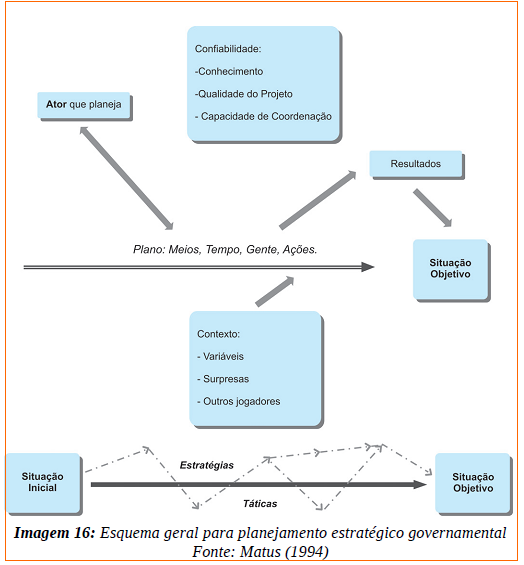 Confiabilidade:
-Conhecimento
-Qualidade do Projeto
- Capacidade de Coordenação
Ator que planeja
Resultados
Plano: Meios, Tempo, Gente, Ações.
Situação
Objetivo
Contexto:
- Variáveis
- Surpresas
- Outros jogadores
Situação
Inicial
Estratégias
Táticas
Situação
Objetivo
Imagem 16: Esquema geral para planejamento estratégico governamental
Fonte: Matus (1994)